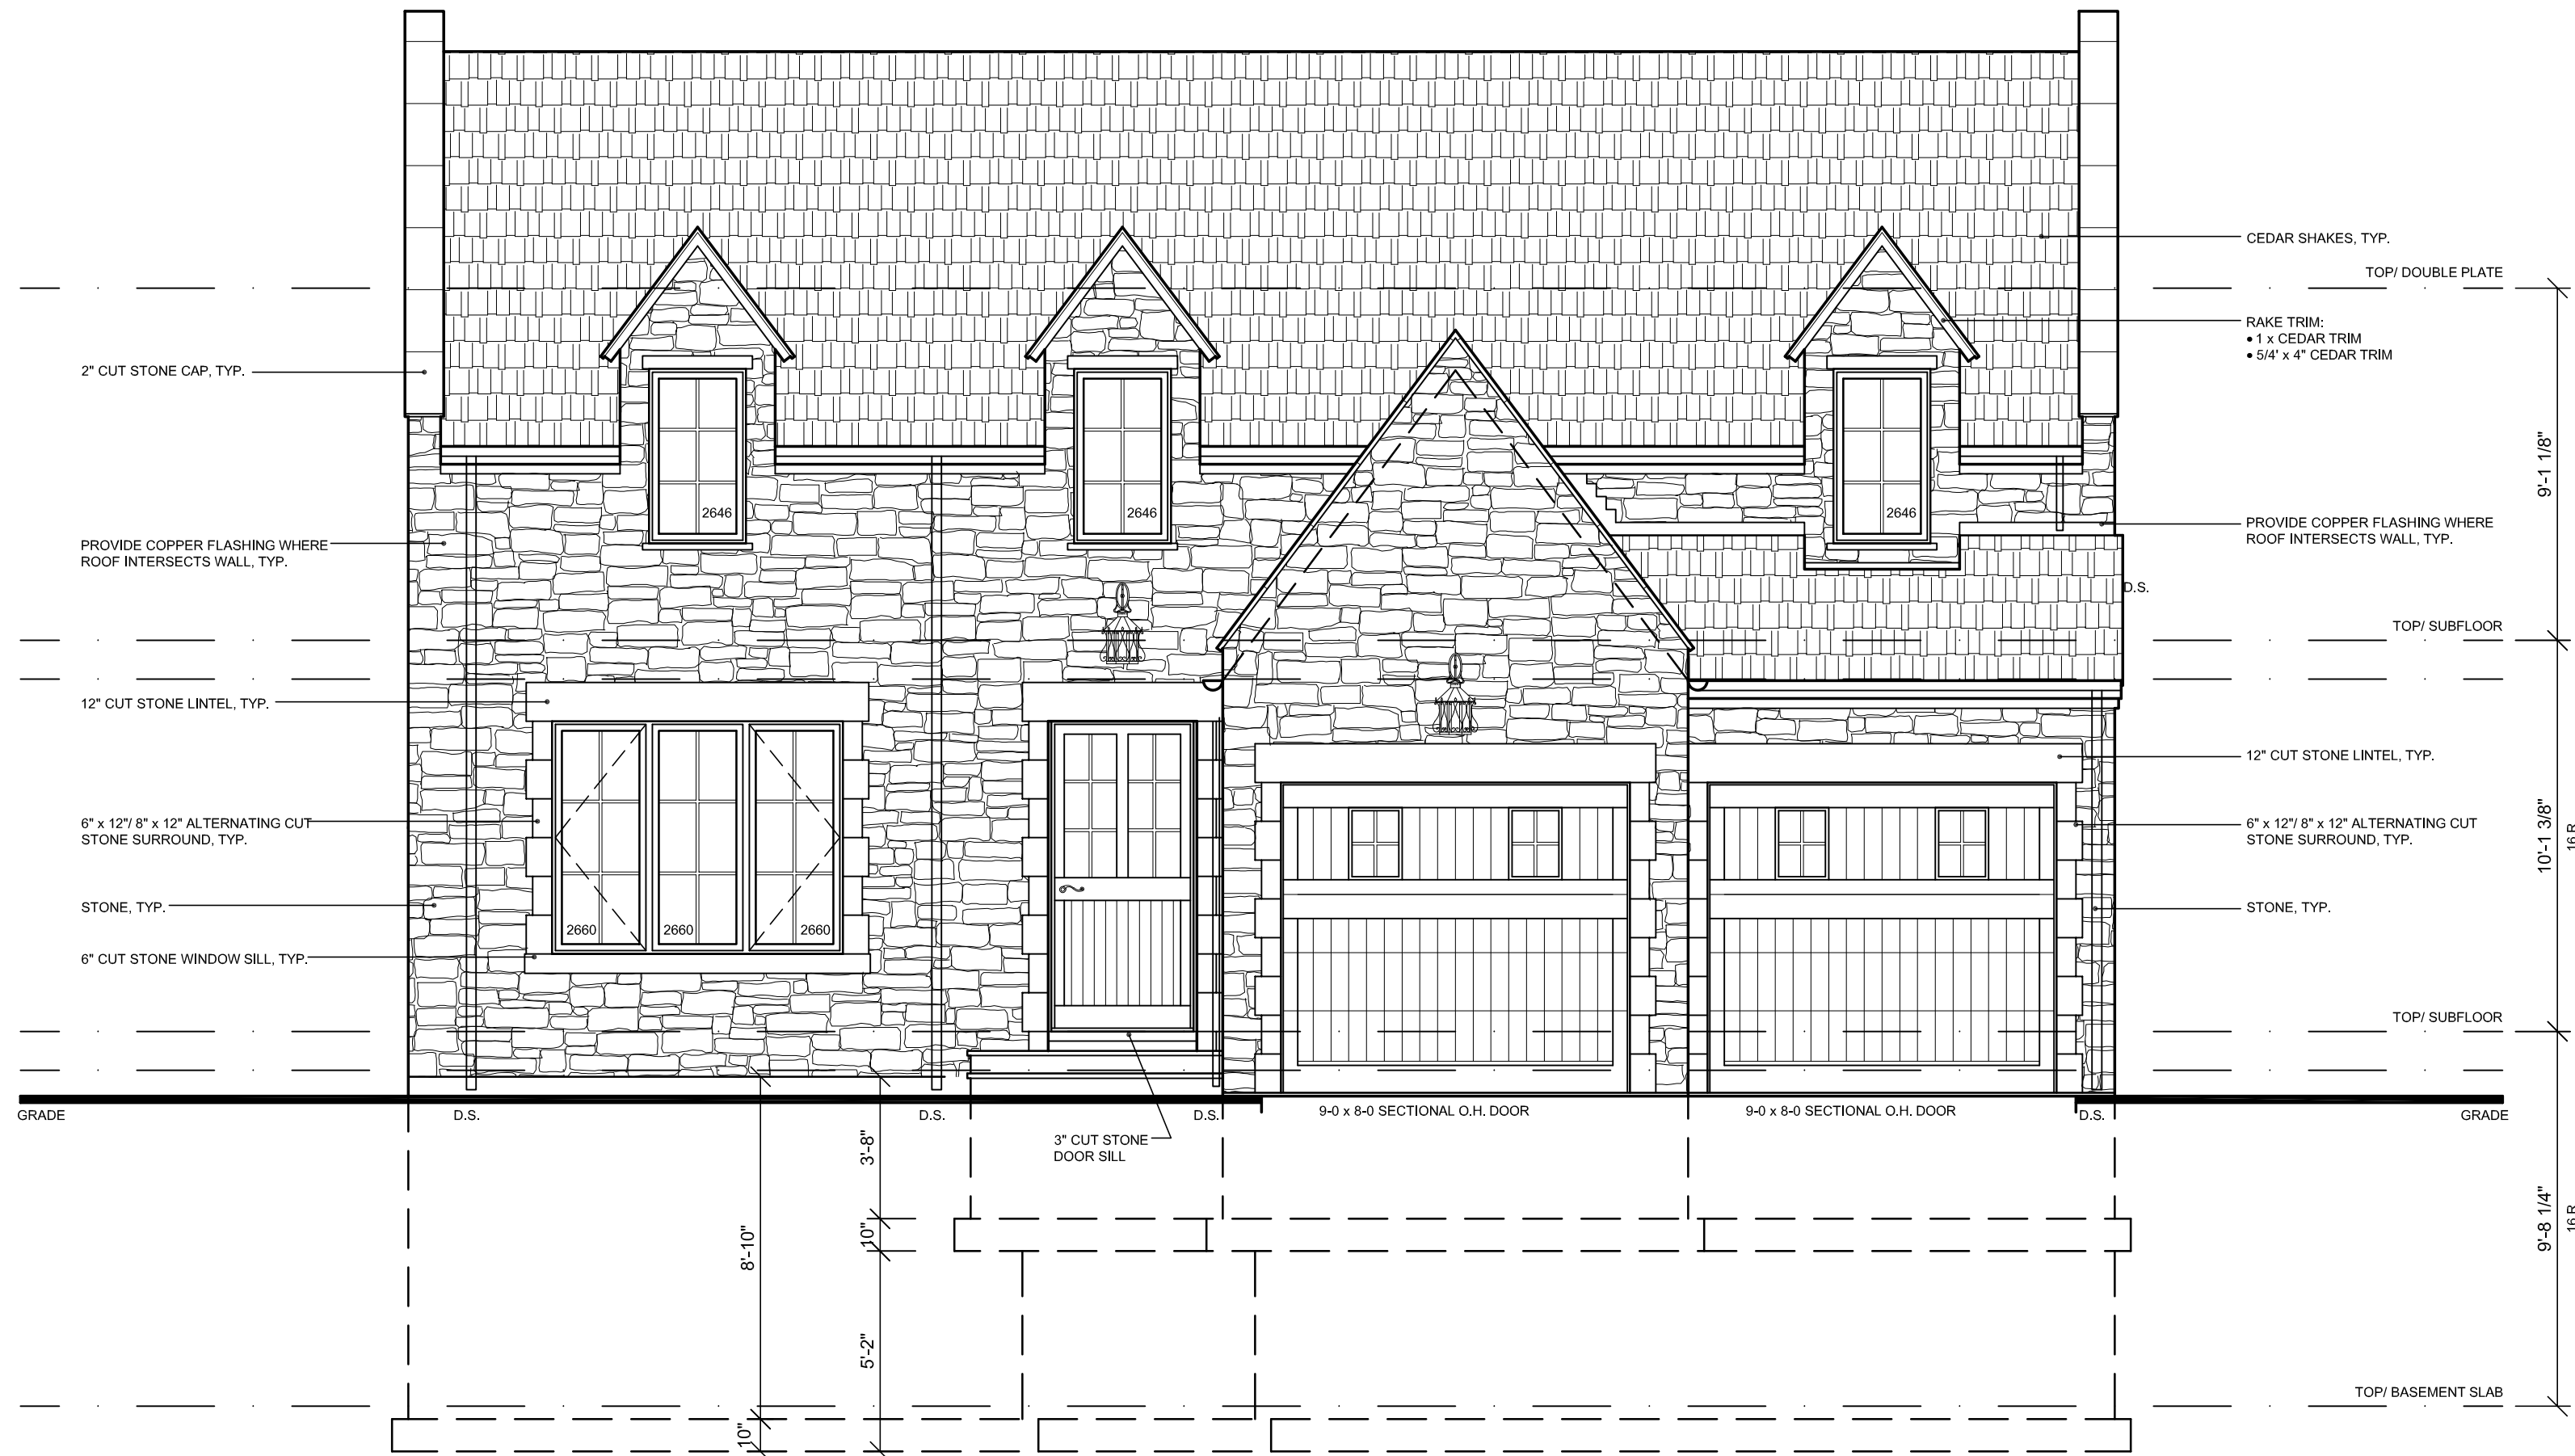 CEDAR SHAKES, TYP.
TOP/ DOUBLE PLATE
RAKE TRIM:
• 1 x CEDAR TRIM
• 5/4' x 4" CEDAR TRIM
2" CUT STONE CAP, TYP.
9'-1 1/8"
2646
2646
2646
PROVIDE COPPER FLASHING WHERE
ROOF INTERSECTS WALL, TYP.
PROVIDE COPPER FLASHING WHERE
ROOF INTERSECTS WALL, TYP.
D.S.
TOP/ SUBFLOOR
12" CUT STONE LINTEL, TYP.
12" CUT STONE LINTEL, TYP.
6" x 12"/ 8" x 12" ALTERNATING CUT
STONE SURROUND, TYP.
6" x 12"/ 8" x 12" ALTERNATING CUT
STONE SURROUND, TYP.
10'-1 3/8"
16 R
STONE, TYP.
STONE, TYP.
2660
2660
2660
6" CUT STONE WINDOW SILL, TYP.
TOP/ SUBFLOOR
GRADE
D.S.
D.S.
D.S.
9-0 x 8-0 SECTIONAL O.H. DOOR
9-0 x 8-0 SECTIONAL O.H. DOOR
D.S.
GRADE
3" CUT STONE
DOOR SILL
3'-8"
10"
8'-10"
5'-2"
10"
9'-8 1/4"
16 R
TOP/ BASEMENT SLAB